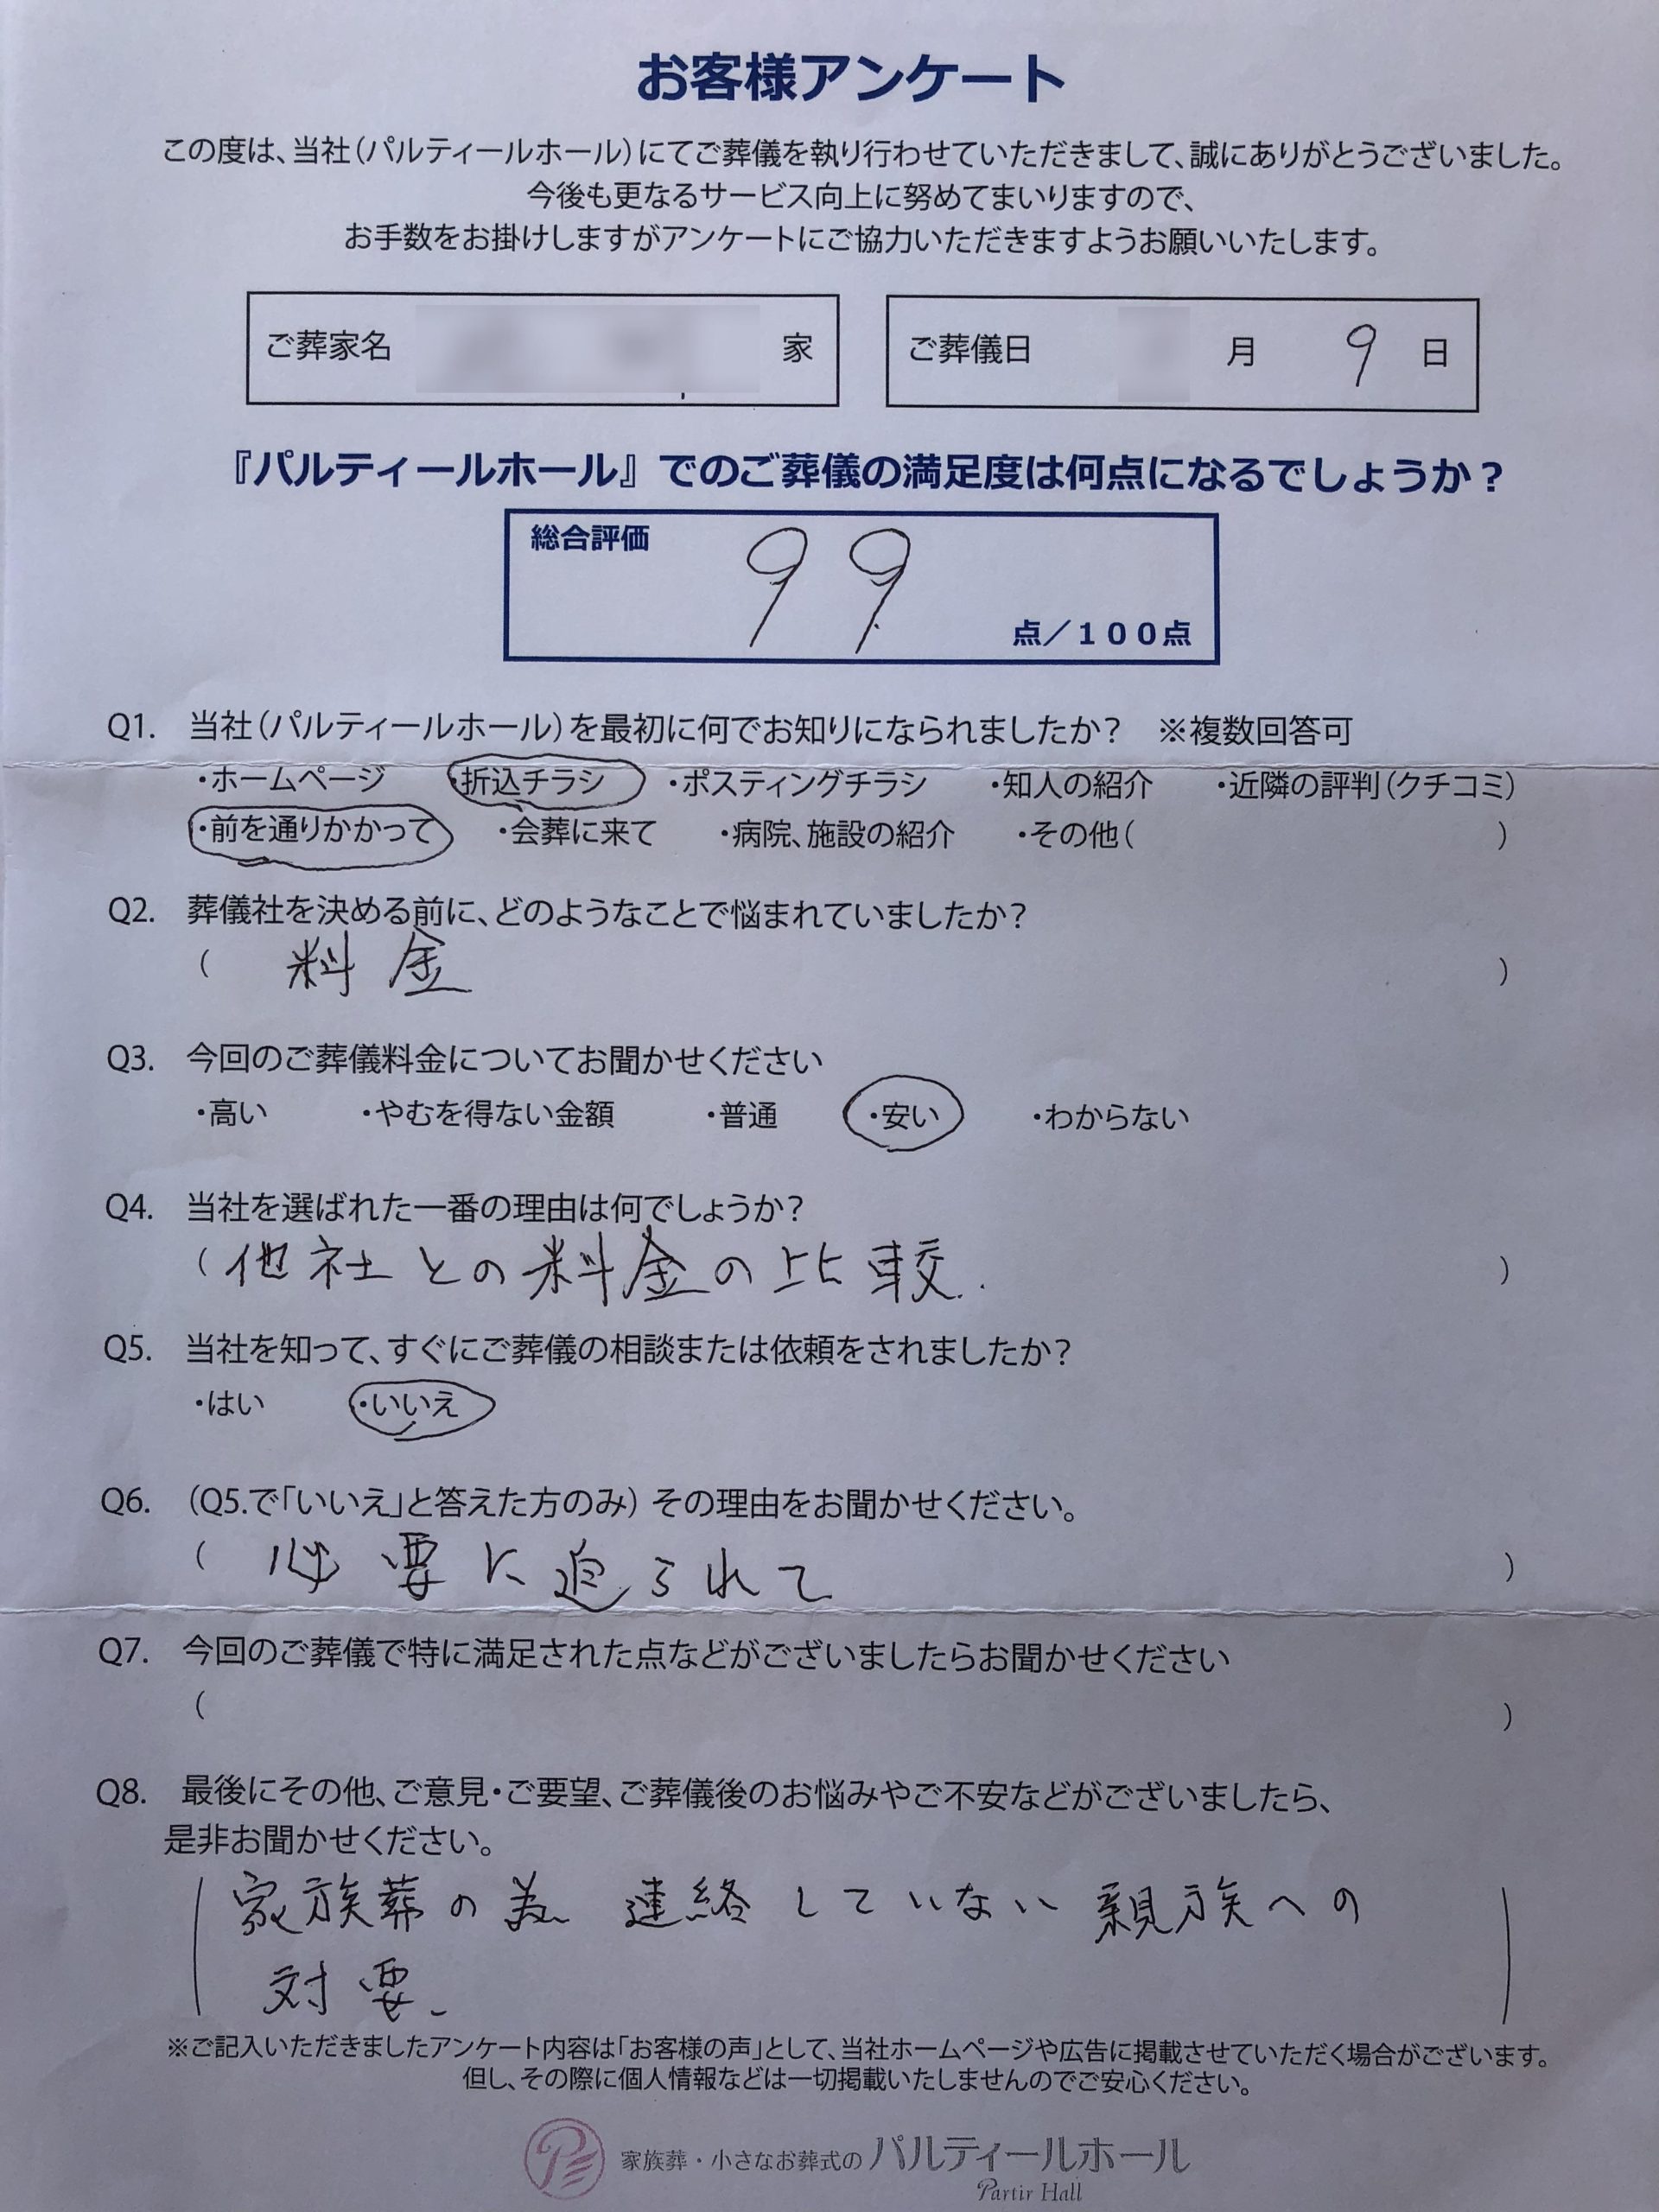 お客様アンケート
この度は、当社（パルティールホール）にてご葬儀を執り行わせていただきまして、誠にありがとうございました。
今後も更なるサービス向上に努めてまいりますので、
お手数をお掛けしますがアンケートにご協力いただきますようお願いいたします。
ご葬家名 家 ご葬儀日 月 9 日
『パルティールホール』でのご葬儀の満足度は何点になるでしょうか？
総合評価 99 点／100点
Q1. 当社（パルティールホール）を最初に何でお知りになられましたか？ ※複数回答可
・ホームページ ・折込チラシ ・ポスティングチラシ ・知人の紹介 ・近隣の評判（クチコミ）
・前を通りかかって ・会葬に来て ・病院、施設の紹介 ・その他（ ）
Q2. 葬儀社を決める前に、どのようなことで悩まれていましたか？
（ 料金 ）
Q3. 今回のご葬儀料金についてお聞かせください
・高い ・やむを得ない金額 ・普通 ・安い ・わからない
Q4. 当社を選ばれた一番の理由は何でしょうか？
（ 他社との料金の比較. ）
Q5. 当社を知って、すぐにご葬儀の相談または依頼をされましたか？
・はい ・いいえ
Q6. （Q5.で「いいえ」と答えた方のみ）その理由をお聞かせください。
（ 必要に迫られて ）
Q7. 今回のご葬儀で特に満足された点などがございましたらお聞かせください
（ ）
Q8. 最後にその他、ご意見・ご要望、ご葬儀後のお悩みやご不安などがございましたら、
是非お聞かせください。
家族葬の為 連絡していない親族への
対要
※ご記入いただきましたアンケート内容は「お客様の声」として、当社ホームページや広告に掲載させていただく場合がございます。
但し、その際に個人情報などは一切掲載いたしませんのでご安心ください。
家族葬・小さなお葬式の パルティールホール
Partir Hall